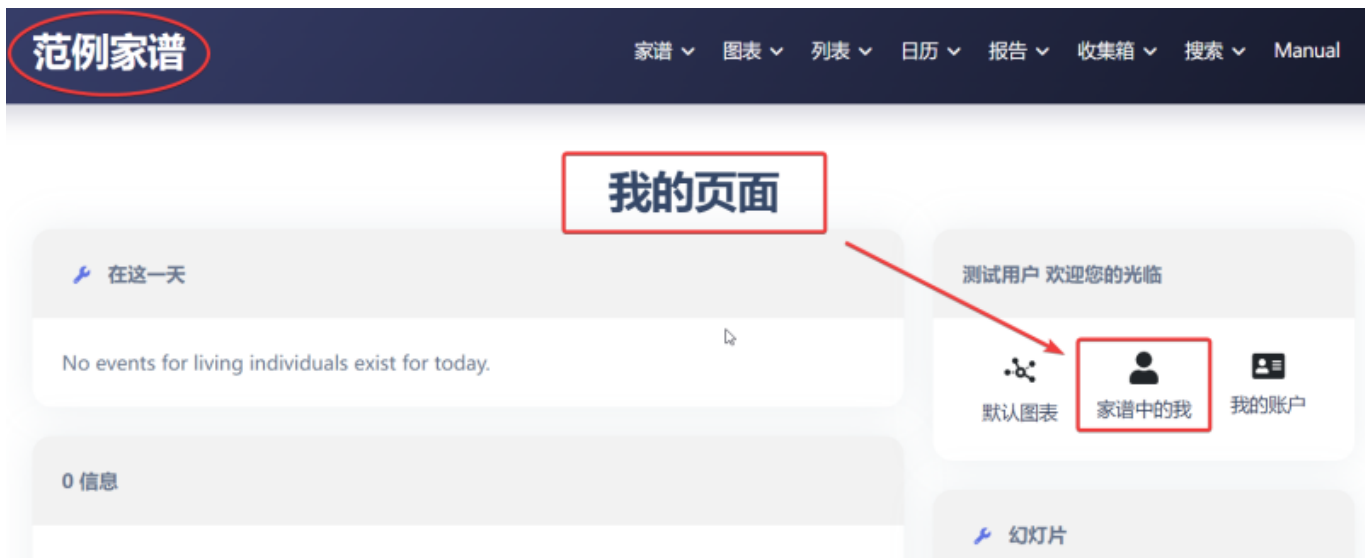 范例家谱
家谱 图表 列表 日历 报告 收集箱 搜索 Manual
我的页面
在这一天
No events for living individuals exist for today.
0 信息
测试用户 欢迎您的光临
默认图表 家谱中的我 我的账户
幻灯片